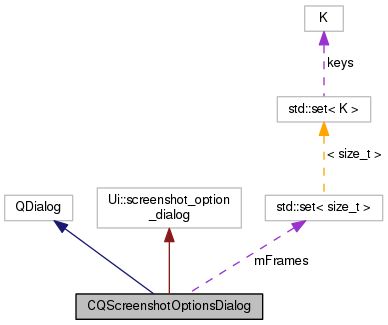 K
keys
std::set< K >
< size_t >
QDialog
Ui::screenshot_option
_dialog
std::set< size_t >
mFrames
CQScreenshotOptionsDialog